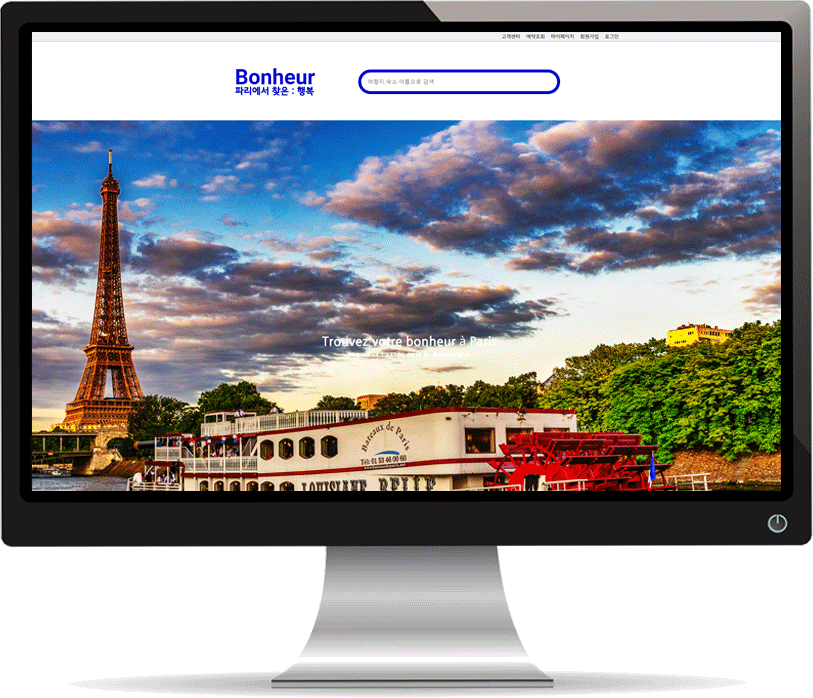 고객센터 예약조회 마이페이지 회원가입 로그인
Bonheur
파리에서 찾은 : 행복
여행지,숙소 이름으로 검색
Trouvez votre bonheur à Paris
Bateaux de Paris
Tél: 01 53 46 00 60
LOUISIANE BELLE